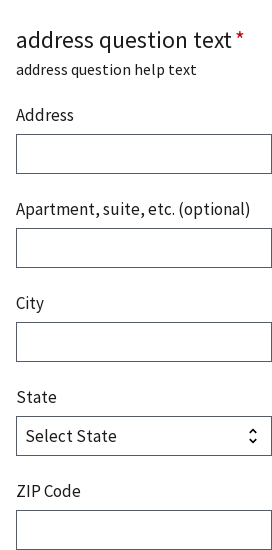 address question text *
address question help text
Address
Apartment, suite, etc. (optional)
City
State
Select State
ZIP Code